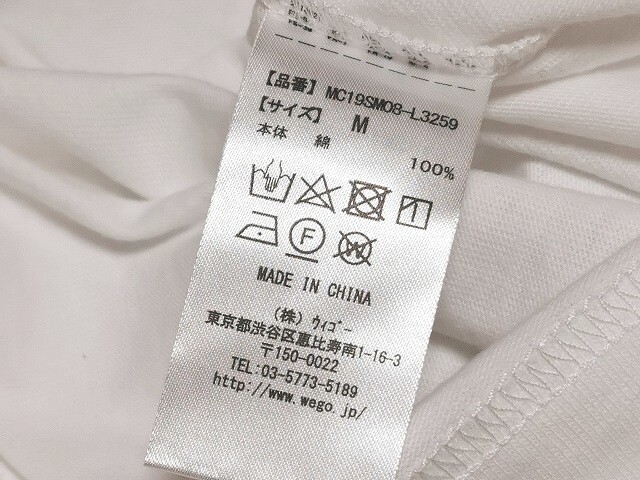 【品番】 MC19SM08-L3259
【サイズ】 M
本体 綿 100%
F W
MADE IN CHINA
(株) ウィゴー
東京都渋谷区恵比寿南1-16-3
〒150-0022
TEL:03-5773-5189
http://www.wego.jp/